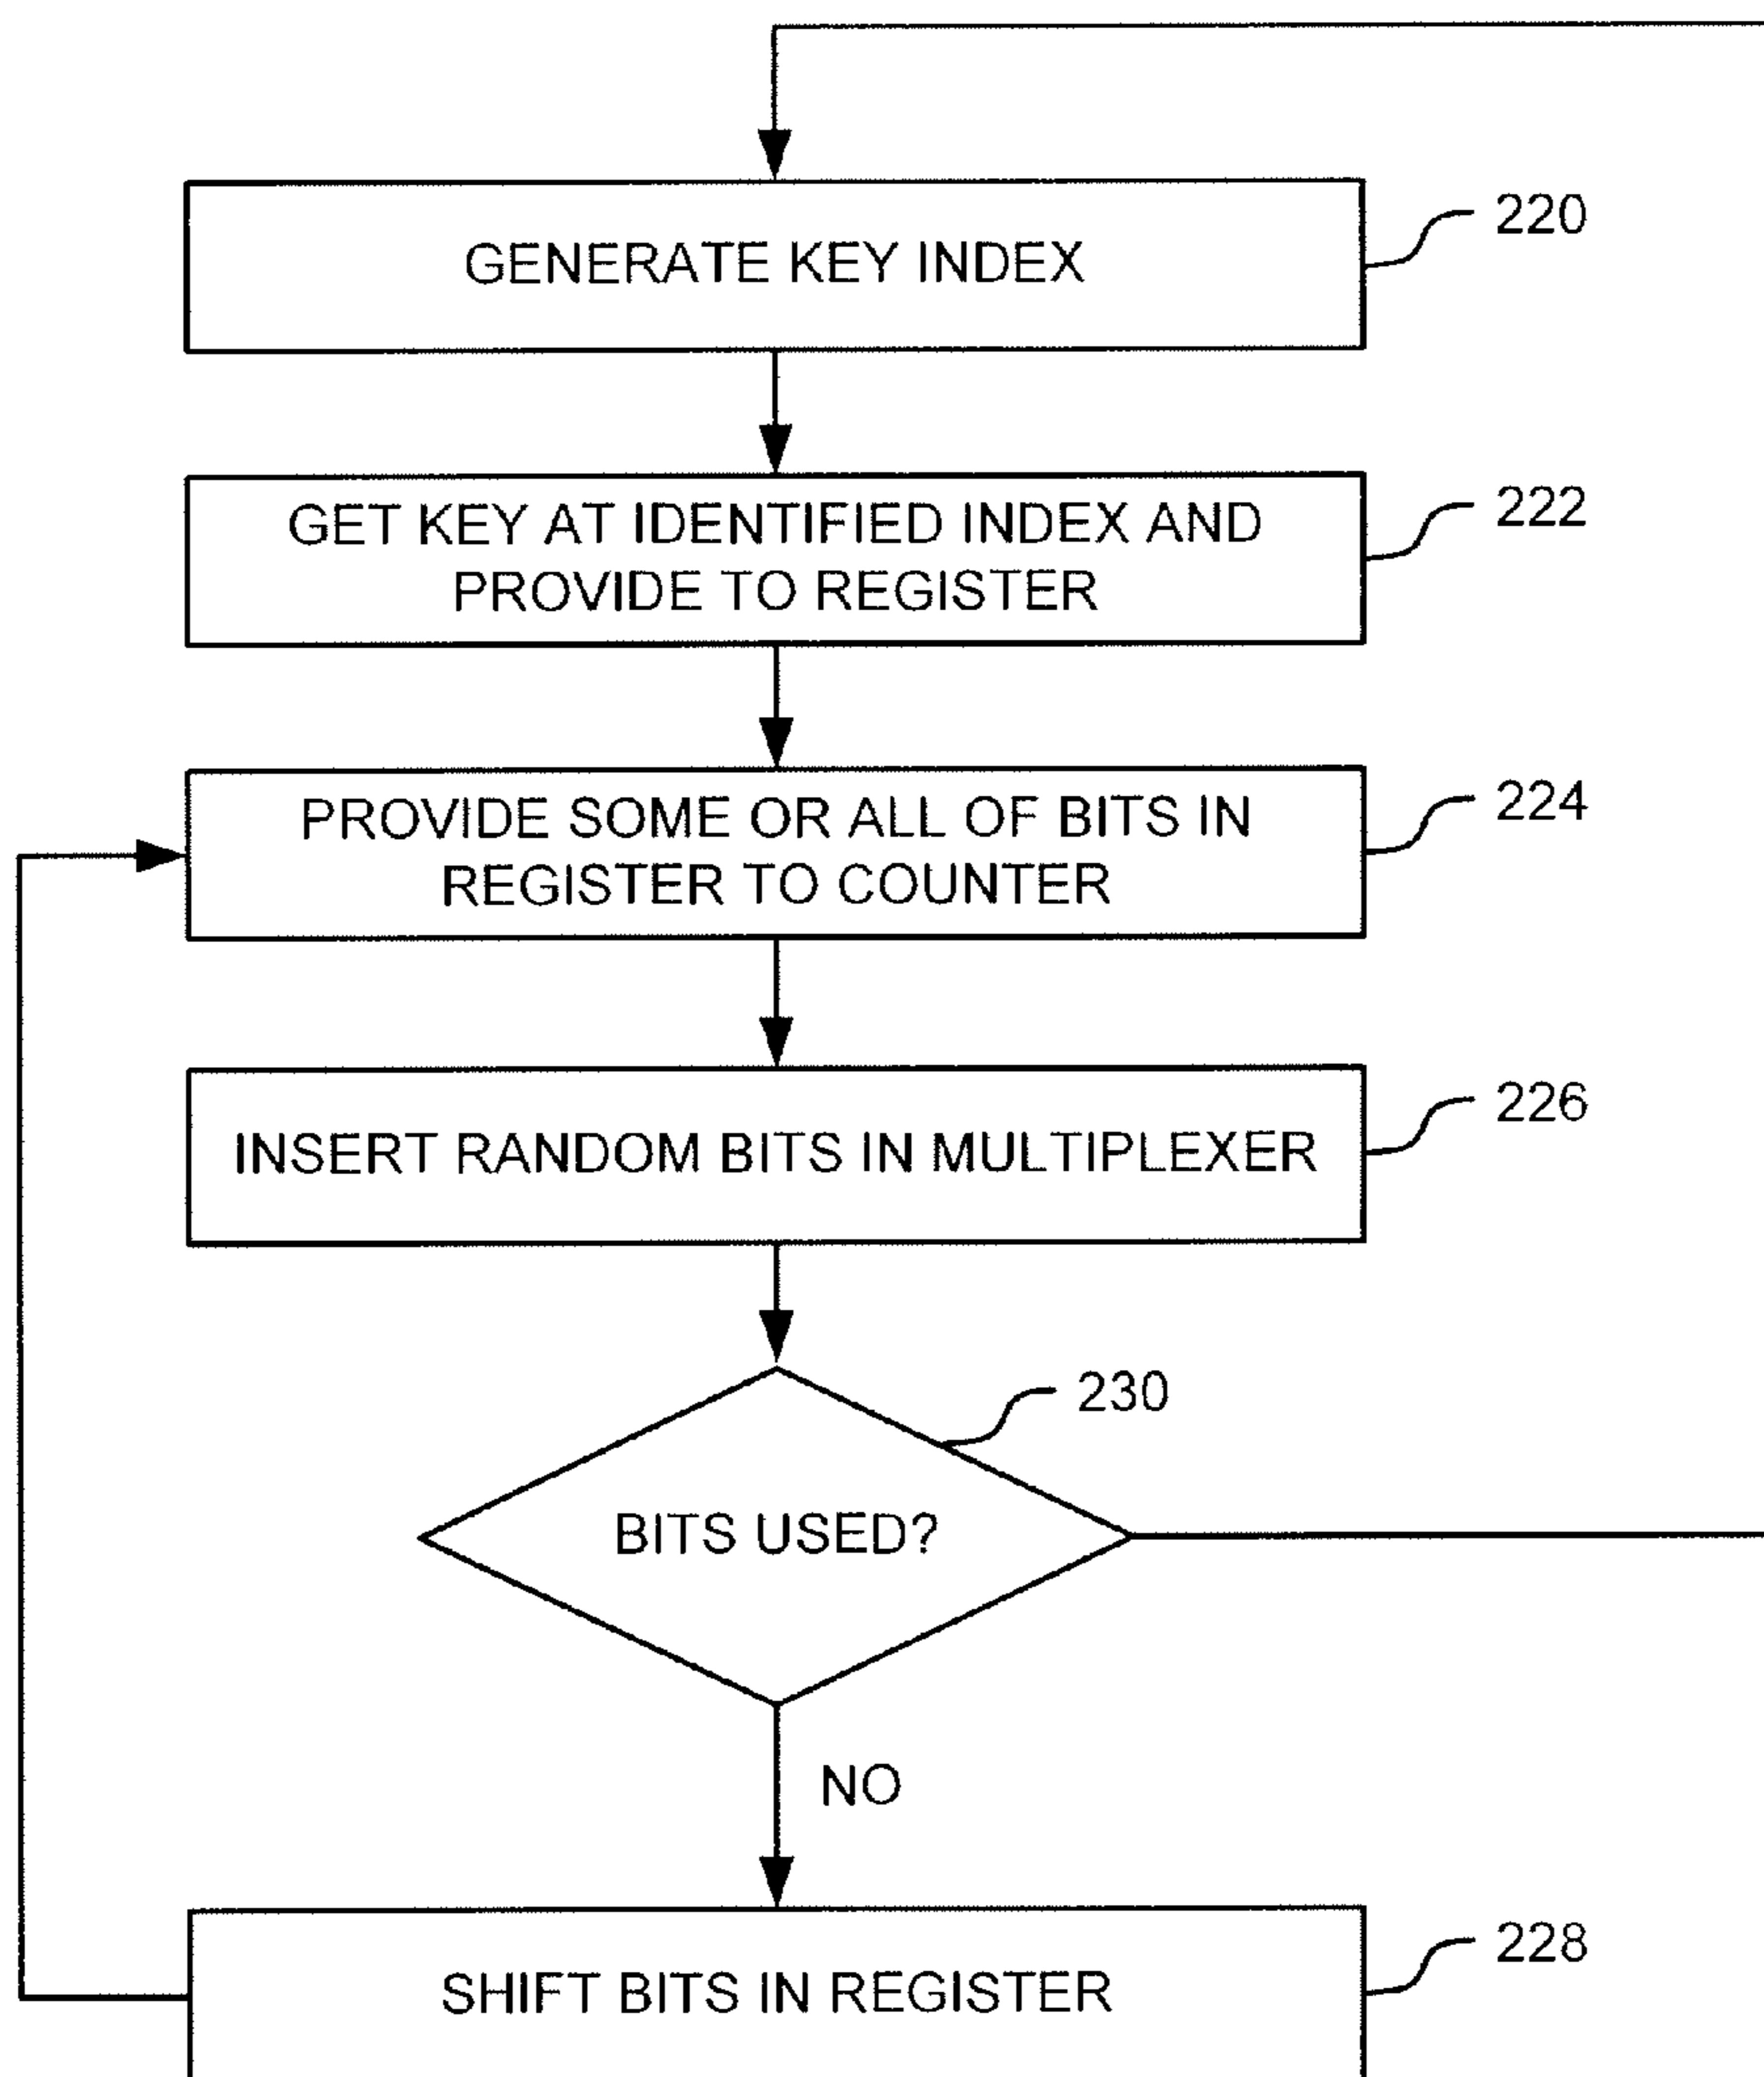 GENERATE KEY INDEX
220
GET KEY AT IDENTIFIED INDEX AND
PROVIDE TO REGISTER
222
PROVIDE SOME OR ALL OF BITS IN
REGISTER TO COUNTER
224
INSERT RANDOM BITS IN MULTIPLEXER
226
230
BITS USED?
NO
SHIFT BITS IN REGISTER
228